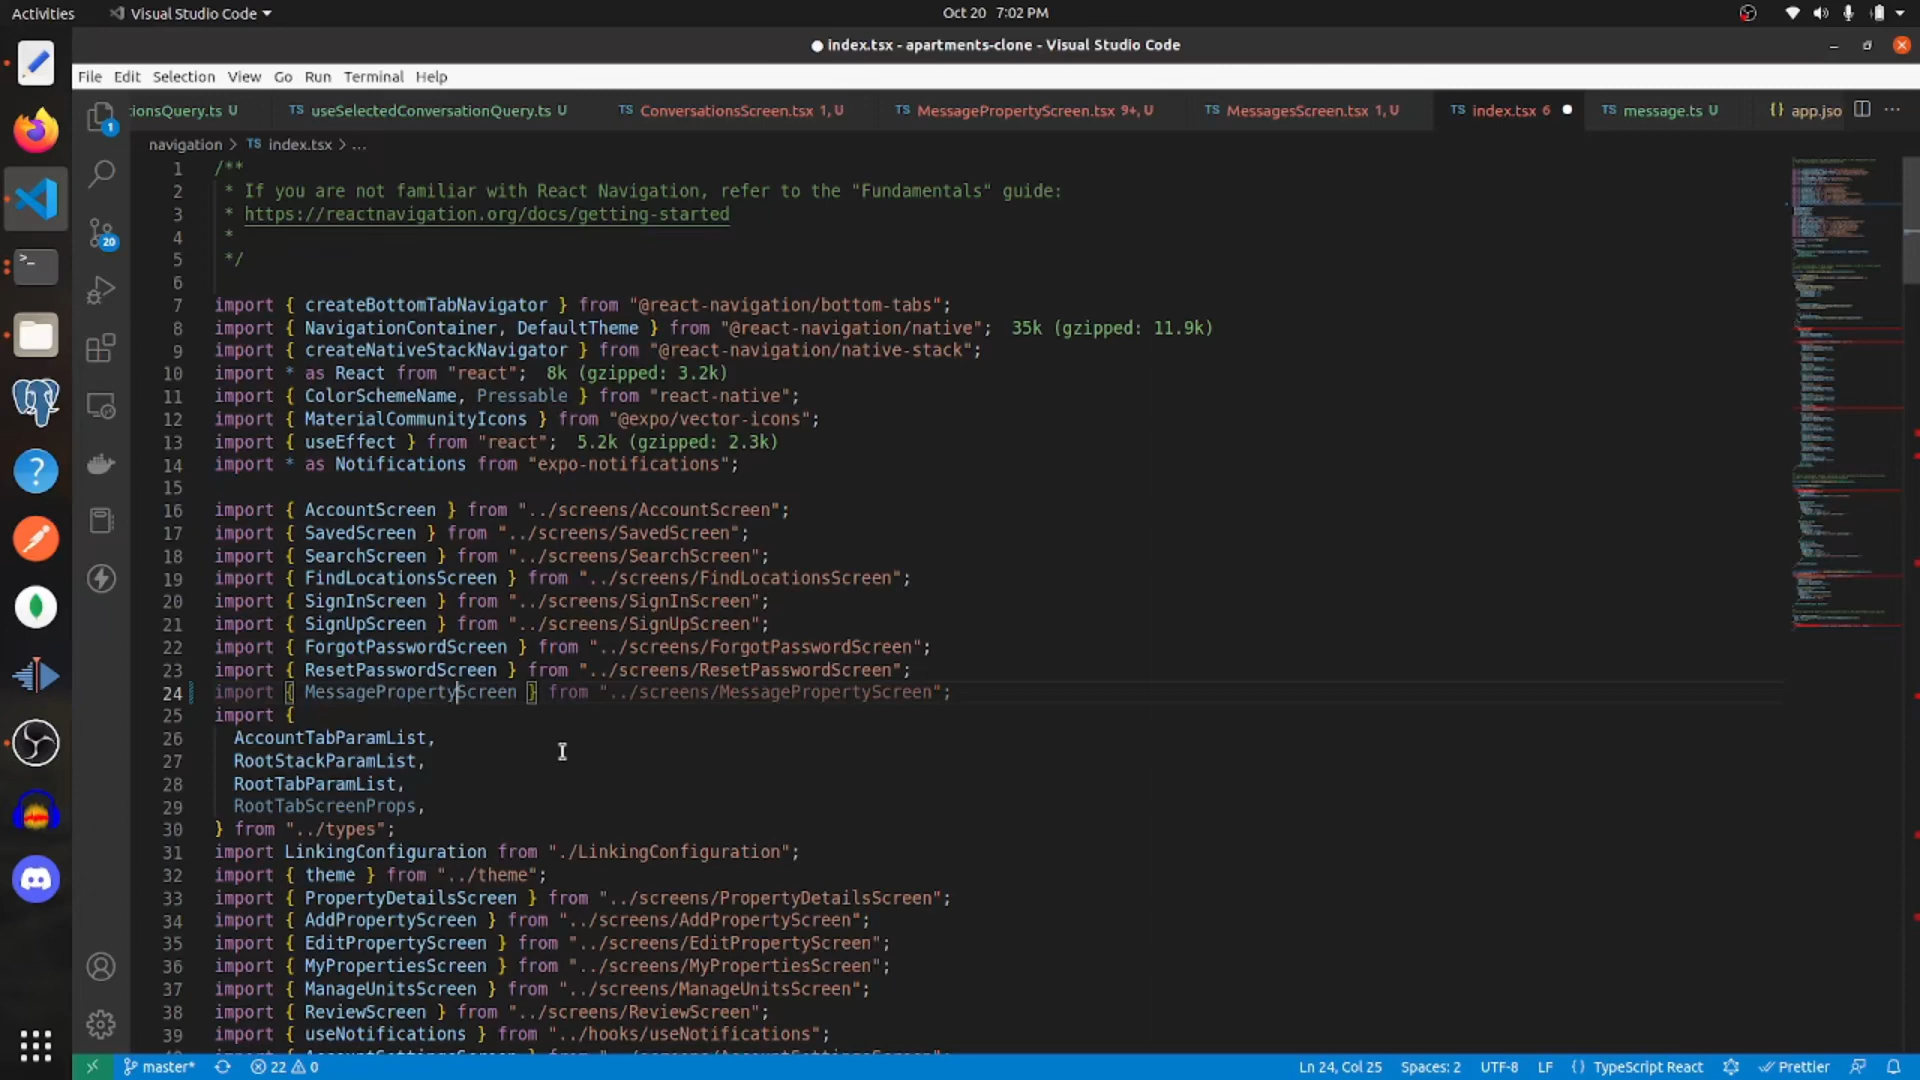 Activities
Visual Studio Code
Oct 20 7:02 PM
● index.tsx - apartments-clone - Visual Studio Code
File Edit Selection View Go Run Terminal Help
ionsQuery.ts U
TS useSelectedConversationQuery.ts U
TS ConversationsScreen.tsx 1, U
TS MessagePropertyScreen.tsx 9+, U
TS MessagesScreen.tsx 1, U
TS index.tsx 6 ●
TS message.ts U
{} app.jso
navigation > TS index.tsx > ...
1 /**
2 * If you are not familiar with React Navigation, refer to the "Fundamentals" guide:
3 * https://reactnavigation.org/docs/getting-started
4 *
5 */
6
7 import { createBottomTabNavigator } from "@react-navigation/bottom-tabs";
8 import { NavigationContainer, DefaultTheme } from "@react-navigation/native"; 35k (gzipped: 11.9k)
9 import { createNativeStackNavigator } from "@react-navigation/native-stack";
10 import * as React from "react"; 8k (gzipped: 3.2k)
11 import { ColorSchemeName, Pressable } from "react-native";
12 import { MaterialCommunityIcons } from "@expo/vector-icons";
13 import { useEffect } from "react"; 5.2k (gzipped: 2.3k)
14 import * as Notifications from "expo-notifications";
15
16 import { AccountScreen } from "../screens/AccountScreen";
17 import { SavedScreen } from "../screens/SavedScreen";
18 import { SearchScreen } from "../screens/SearchScreen";
19 import { FindLocationsScreen } from "../screens/FindLocationsScreen";
20 import { SignInScreen } from "../screens/SignInScreen";
21 import { SignUpScreen } from "../screens/SignUpScreen";
22 import { ForgotPasswordScreen } from "../screens/ForgotPasswordScreen";
23 import { ResetPasswordScreen } from "../screens/ResetPasswordScreen";
24 import { MessagePropertyScreen } from "../screens/MessagePropertyScreen";
25 import {
26 AccountTabParamList,
27 RootStackParamList,
28 RootTabParamList,
29 RootTabScreenProps,
30 } from "../types";
31 import LinkingConfiguration from "./LinkingConfiguration";
32 import { theme } from "../theme";
33 import { PropertyDetailsScreen } from "../screens/PropertyDetailsScreen";
34 import { AddPropertyScreen } from "../screens/AddPropertyScreen";
35 import { EditPropertyScreen } from "../screens/EditPropertyScreen";
36 import { MyPropertiesScreen } from "../screens/MyPropertiesScreen";
37 import { ManageUnitsScreen } from "../screens/ManageUnitsScreen";
38 import { ReviewScreen } from "../screens/ReviewScreen";
39 import { useNotifications } from "../hooks/useNotifications";
1
20
master*
22 0
Ln 24, Col 25
Spaces: 2
UTF-8
LF
{} TypeScript React
Prettier